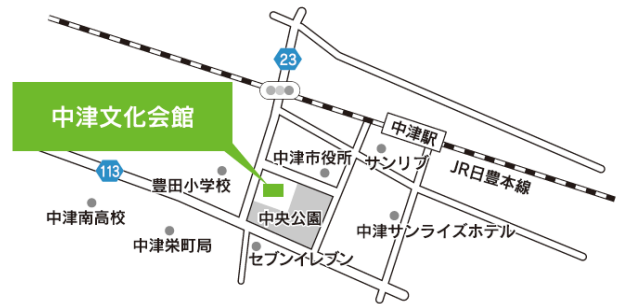 23
中津文化会館
中津駅
中津市役所
サンリブ
JR日豊本線
113
豊田小学校
中津南高校
中央公園
中津サンライズホテル
中津栄町局
セブンイレブン